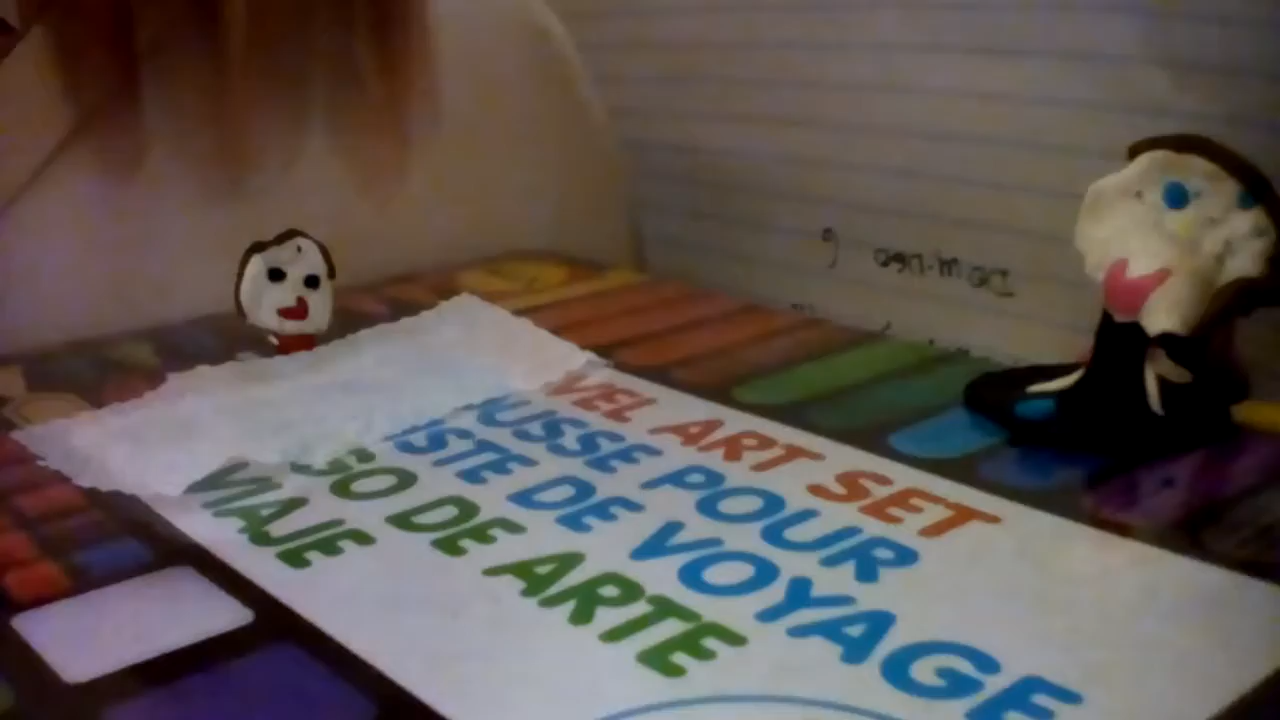 VEL ART SET
USSE POUR
ISTE DE VOYAGE
GO DE ARTE
VIAJE